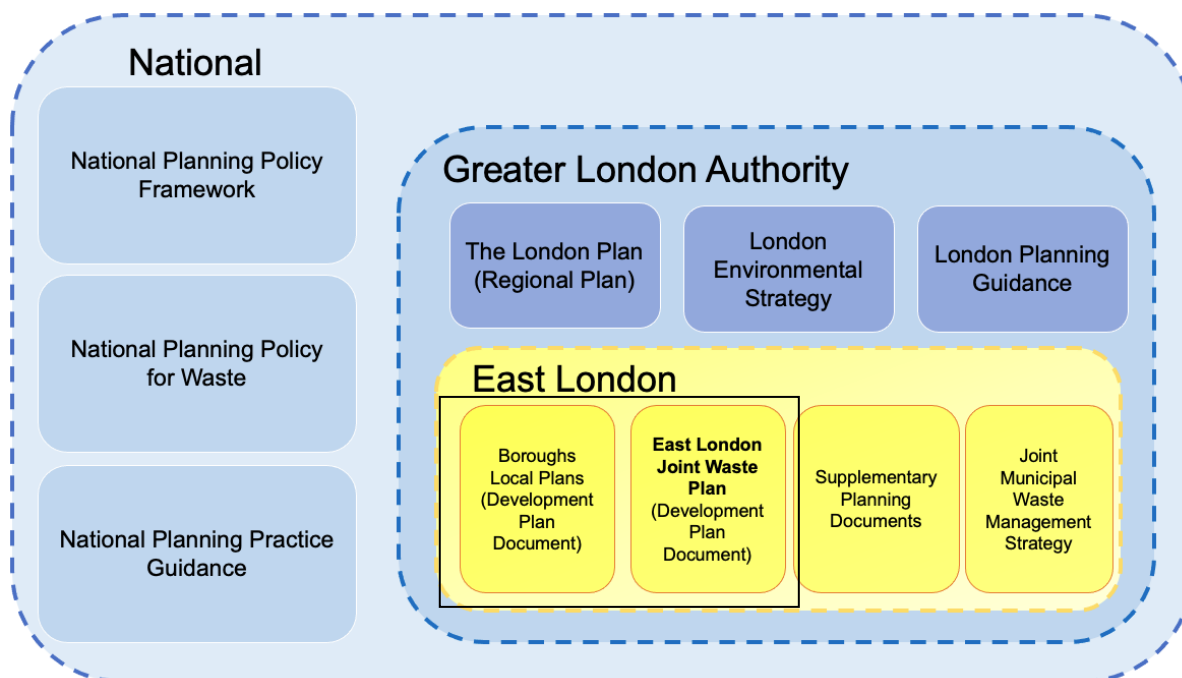 National
National Planning Policy
Framework
National Planning Policy
for Waste
National Planning Practice
Guidance
Greater London Authority
The London Plan
(Regional Plan)
London
Environmental
Strategy
London Planning
Guidance
East London
Boroughs
Local Plans
(Development
Plan
Document)
East London
Joint Waste
Plan
(Development
Plan
Document)
Supplementary
Planning
Documents
Joint
Municipal
Waste
Management
Strategy